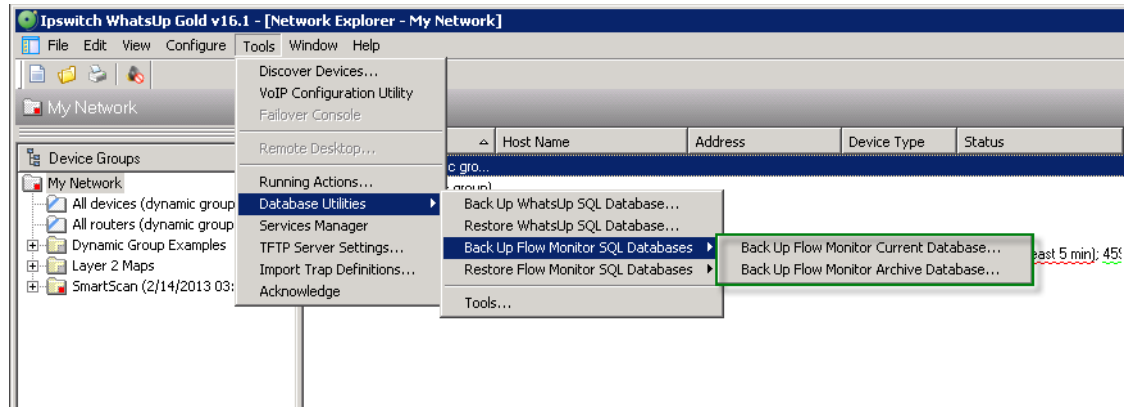 Ipswitch WhatsUp Gold v16.1 - [Network Explorer - My Network]
File Edit View Configure Tools Window Help
My Network
Device Groups
My Network
All devices (dynamic group
All routers (dynamic group
Dynamic Group Examples
Layer 2 Maps
SmartScan (2/14/2013 03:
Discover Devices...
VoIP Configuration Utility
Failover Console
Remote Desktop...
Running Actions...
Database Utilities
Services Manager
TFTP Server Settings...
Import Trap Definitions...
Acknowledge
Host Name Address Device Type Status
c gro...
group)
Back Up WhatsUp SQL Database...
Restore WhatsUp SQL Database...
Back Up Flow Monitor SQL Databases
Restore Flow Monitor SQL Databases
Tools...
Back Up Flow Monitor Current Database...
Back Up Flow Monitor Archive Database...
east 5 min); 45